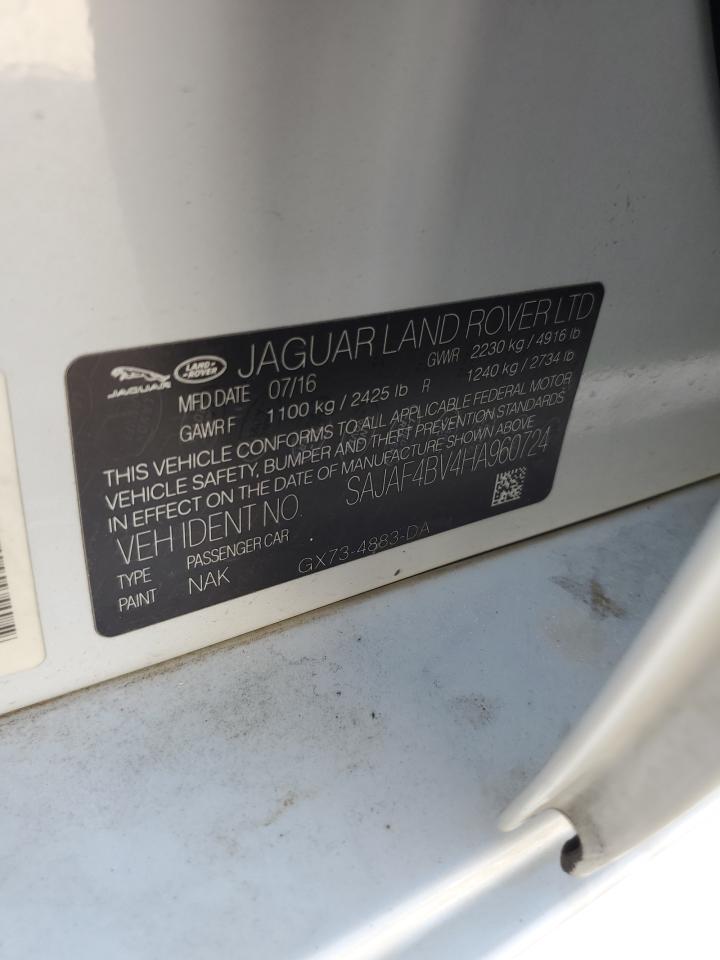 JAGUAR LAND-ROVER JAGUAR LAND ROVER LTD
MFD DATE 07/16 GWR 2230 kg / 4916 lb
GAWR F 1100 kg / 2425 lb R 1240 kg / 2734 lb
THIS VEHICLE CONFORMS TO ALL APPLICABLE FEDERAL MOTOR
VEHICLE SAFETY, BUMPER AND THEFT PREVENTION STANDARDS
IN EFFECT ON THE DATE OF MANUFACTURE SHOWN ABOVE
VEH IDENT NO. SAJAF4BV4HA960724
TYPE PASSENGER CAR
PAINT NAK GX73-4883-DA